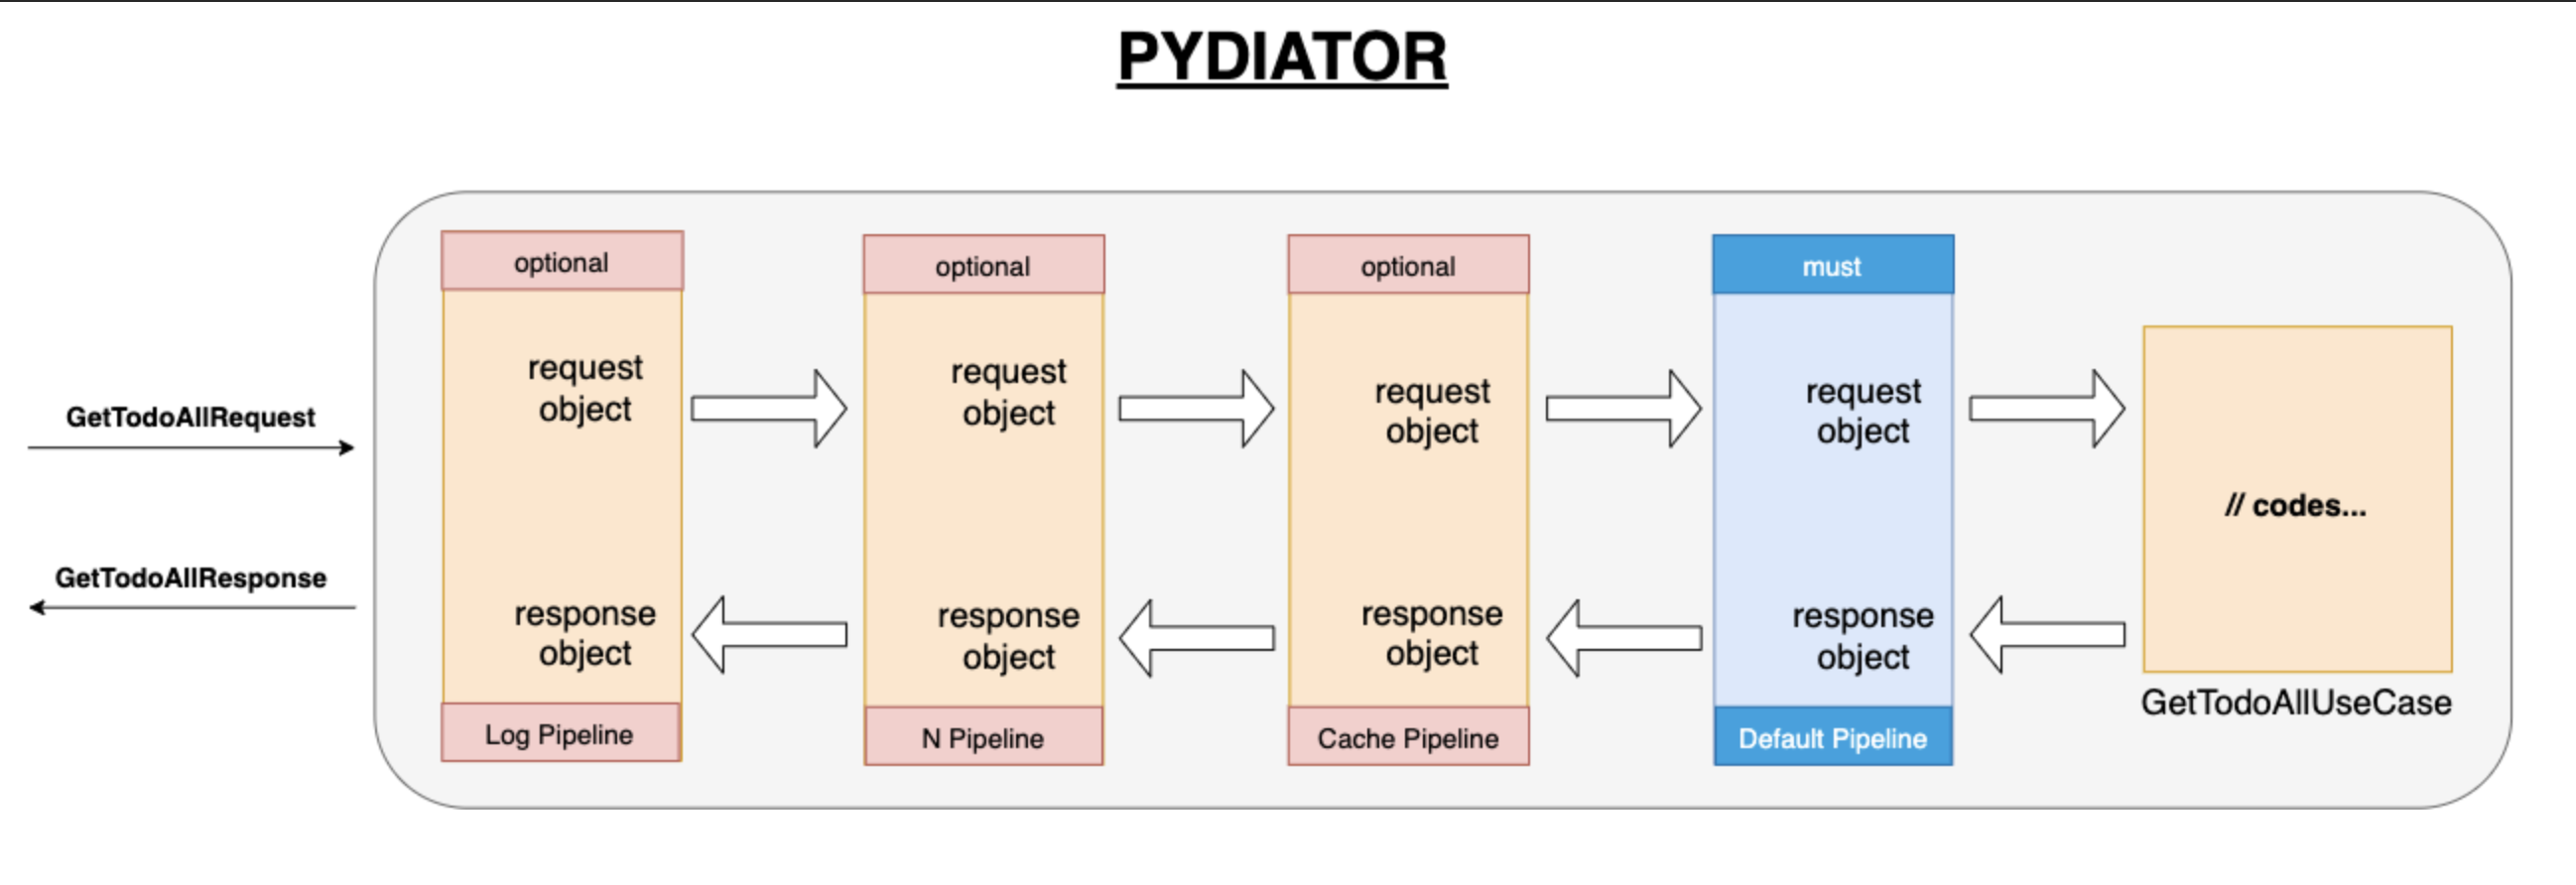 PYDIATOR
optional
optional
optional
must
request
object
request
object
request
object
request
object
GetTodoAllRequest
// codes...
GetTodoAllResponse
response
object
response
object
response
object
response
object
GetTodoAllUseCase
Log Pipeline
N Pipeline
Cache Pipeline
Default Pipeline